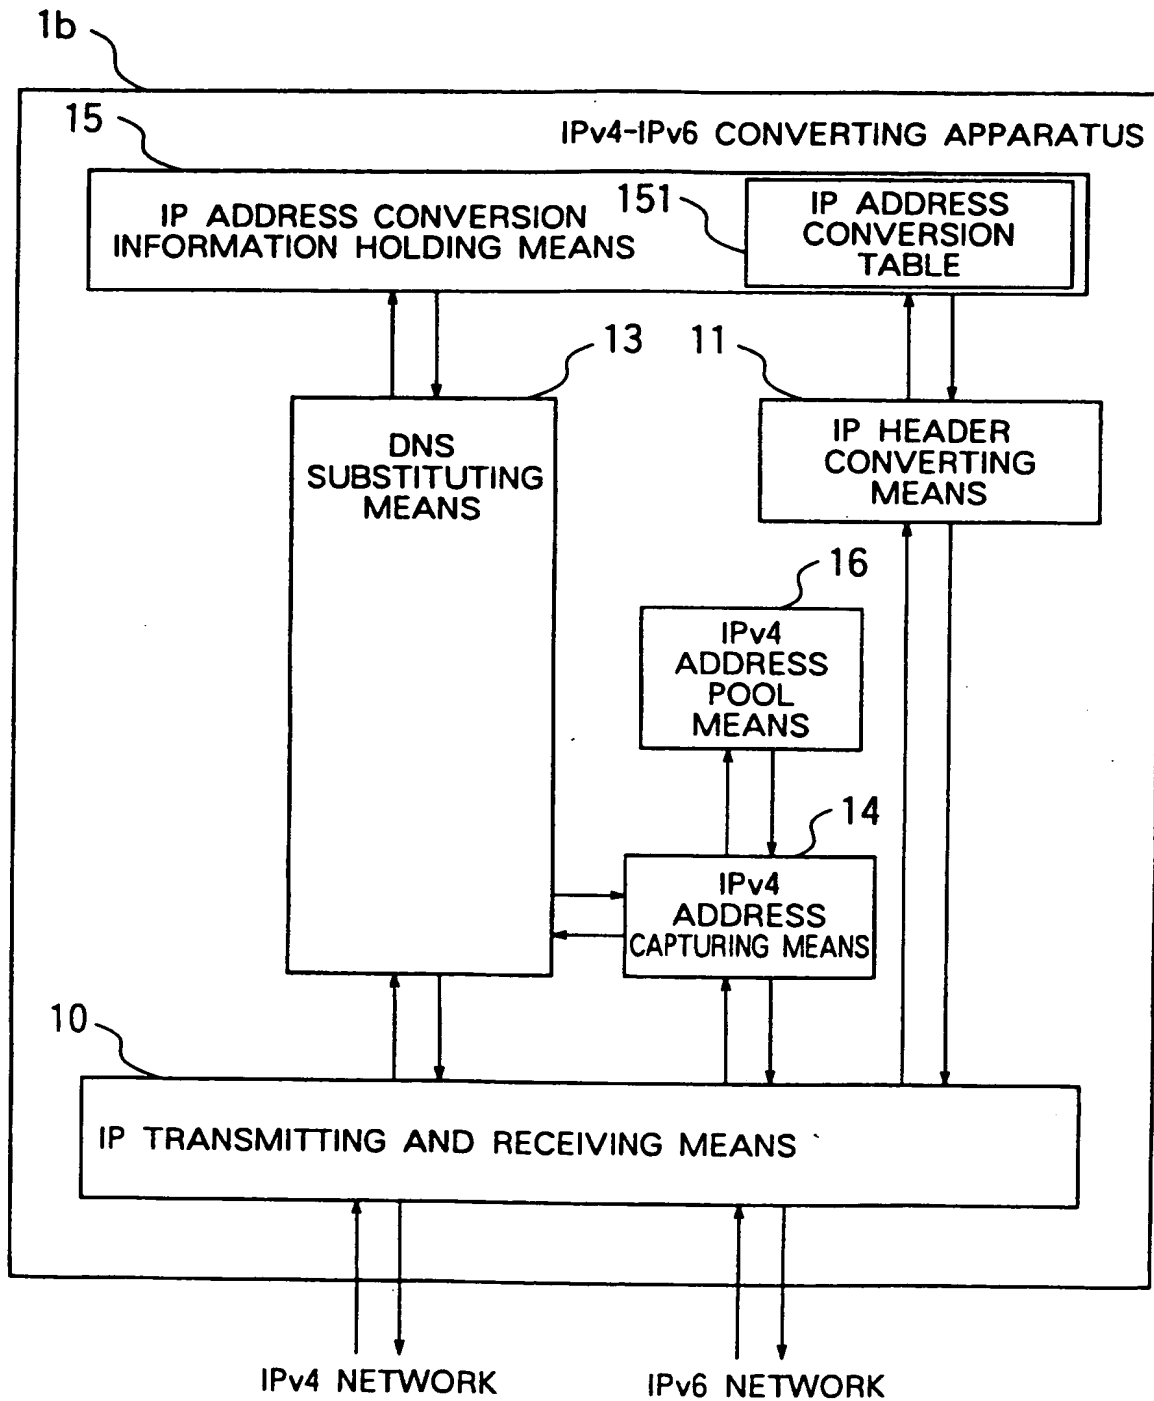 1b
15
IPv4-IPv6 CONVERTING APPARATUS
IP ADDRESS CONVERSION
INFORMATION HOLDING MEANS
151
IP ADDRESS
CONVERSION
TABLE
13
11
DNS
SUBSTITUTING
MEANS
IP HEADER
CONVERTING
MEANS
16
IPv4
ADDRESS
POOL
MEANS
14
IPv4
ADDRESS
CAPTURING MEANS
10
IP TRANSMITTING AND RECEIVING MEANS
IPv4 NETWORK
IPv6 NETWORK